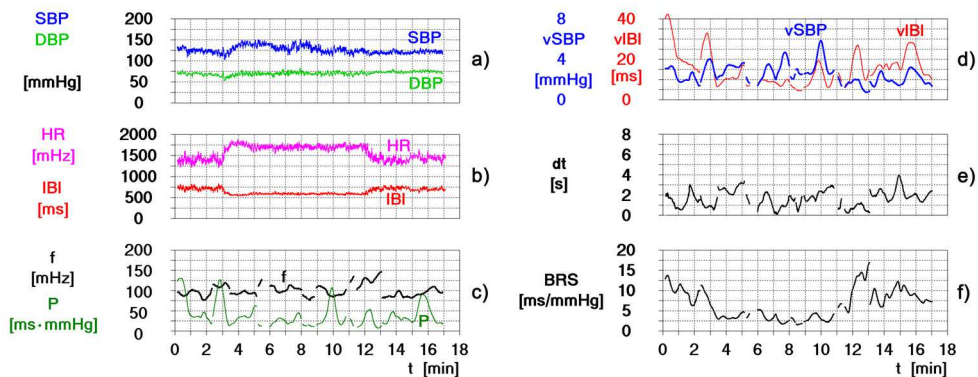 SBP
DBP
[mmHg]
200
150
100
50
0
SBP
DBP
a)
HR
[mHz]
IBI
[ms]
2000
1500
1000
500
0
HR
IBI
b)
f
[mHz]
P
[ms·mmHg]
200
150
100
50
0
f
P
c)
0 2 4 6 8 10 12 14 16 18
t [min]
8
vSBP
4
[mmHg]
0
40
vIBI
20
[ms]
0
vSBP
vIBI
d)
dt
[s]
8
6
4
2
0
e)
BRS
[ms/mmHg]
20
15
10
5
0
f)
0 2 4 6 8 10 12 14 16 18
t [min]